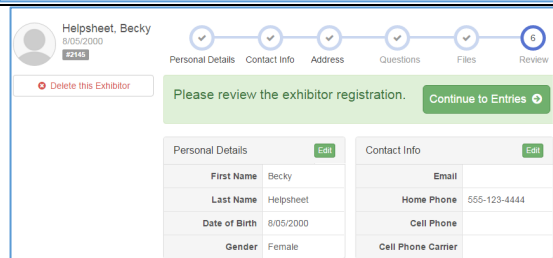 Helpsheet, Becky
8/05/2000
#2145
Delete this Exhibitor
6
Personal Details Contact Info Address Questions Files Review
Please review the exhibitor registration. Continue to Entries
Personal Details Edit
First Name Becky
Last Name Helpsheet
Date of Birth 8/05/2000
Gender Female
Contact Info Edit
Email
Home Phone 555-123-4444
Cell Phone
Cell Phone Carrier